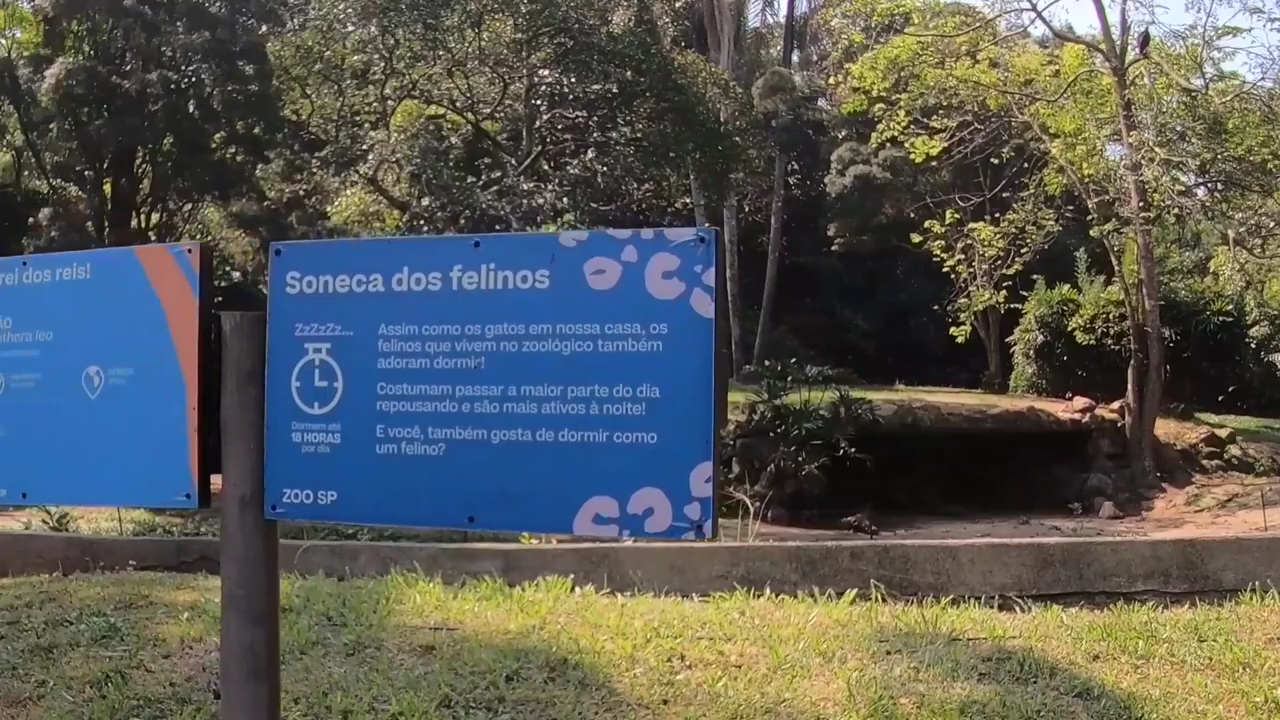 rei dos reis!
Soneca dos felinos
ZzZzZz...
Dormem até
18 HORAS
por dia
Assim como os gatos em nossa casa, os
felinos que vivem no zoológico também
adoram dormir!
Costumam passar a maior parte do dia
repousando e são mais ativos à noite!
E você, também gosta de dormir como
um felino?
ZOO SP